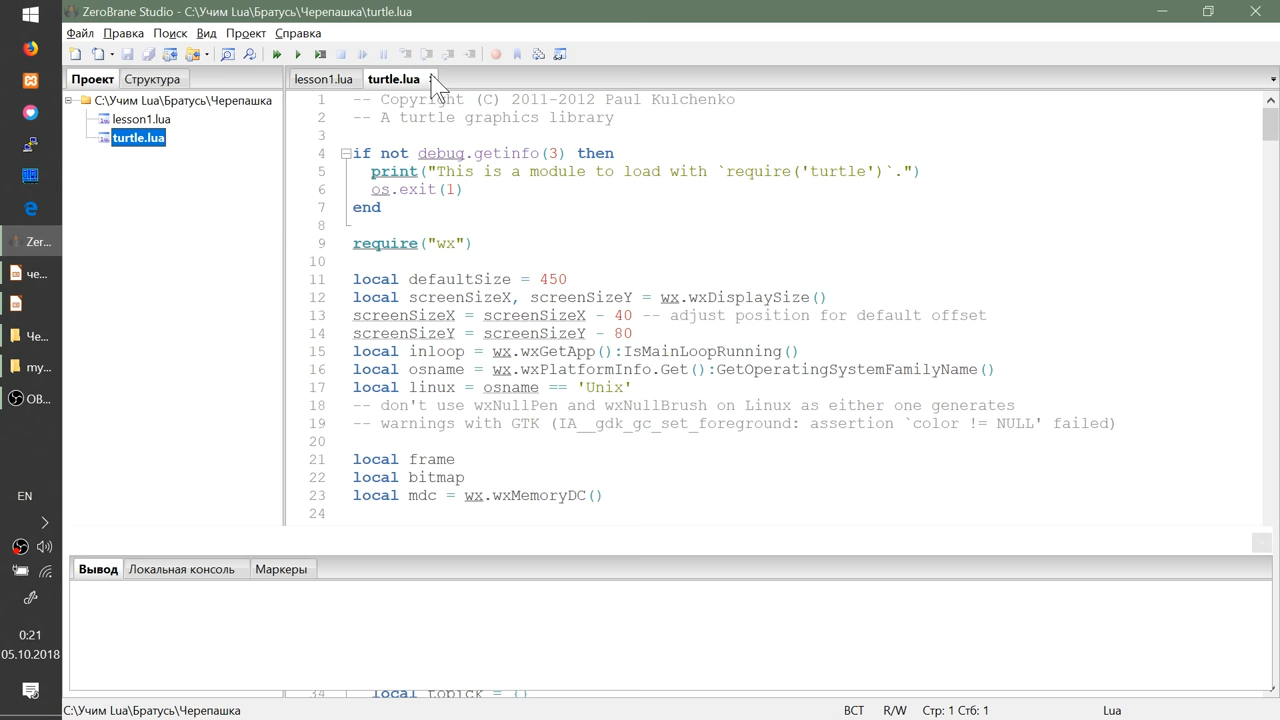 ZeroBrane Studio - C:\Учим Lua\Братусь\Черепашка\turtle.lua
Файл Правка Поиск Вид Проект Справка
Проект Структура
lesson1.lua turtle.lua
C:\Учим Lua\Братусь\Черепашка
lesson1.lua
turtle.lua
1 -- Copyright (C) 2011-2012 Paul Kulchenko
2 -- A turtle graphics library
3
4 if not debug.getinfo(3) then
5 print("This is a module to load with `require('turtle')`.")
6 os.exit(1)
7 end
8
9 require("wx")
10
11 local defaultSize = 450
12 local screenSizeX, screenSizeY = wx.wxDisplaySize()
13 screenSizeX = screenSizeX - 40 -- adjust position for default offset
14 screenSizeY = screenSizeY - 80
15 local inloop = wx.wxGetApp():IsMainLoopRunning()
16 local osname = wx.wxPlatformInfo.Get():GetOperatingSystemFamilyName()
17 local linux = osname == 'Unix'
18 -- don't use wxNullPen and wxNullBrush on Linux as either one generates
19 -- warnings with GTK (IA__gdk_gc_set_foreground: assertion `color != NULL' failed)
20
21 local frame
22 local bitmap
23 local mdc = wx.wxMemoryDC()
24
Вывод Локальная консоль Маркеры
34 local topick = {}
C:\Учим Lua\Братусь\Черепашка
ВСТ R/W Стр: 1 Стб: 1 Lua
Zer...
че...
Че...
my...
OB...
EN
0:21
05.10.2018